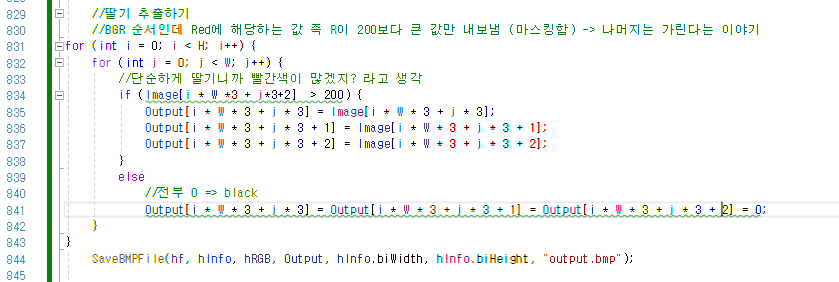 829 //딸기 추출하기
830 //BGR 순서인데 Red에 해당하는 값 즉 R이 200보다 큰 값만 내보냄 (마스킹함) -> 나머지는 가린다는 이야기
831 for (int i = 0; i < H; i++) {
832 for (int j = 0; j < W; j++) {
833 //단순하게 딸기니까 빨간색이 많겠지? 라고 생각
834 if (Image[i * W *3 + j*3+2] > 200) {
835 Output[i * W * 3 + j * 3] = Image[i * W * 3 + j * 3];
836 Output[i * W * 3 + j * 3 + 1] = Image[i * W * 3 + j * 3 + 1];
837 Output[i * W * 3 + j * 3 + 2] = Image[i * W * 3 + j * 3 + 2];
838 }
839 else
840 //전부 0 => black
841 Output[i * W * 3 + j * 3] = Output[i * W * 3 + j * 3 + 1] = Output[i * W * 3 + j * 3 + 2] = 0;
842 }
843 }
844 SaveBMPFile(hf, hInfo, hRGB, Output, hInfo.biWidth, hInfo.biHeight, "output.bmp");
845